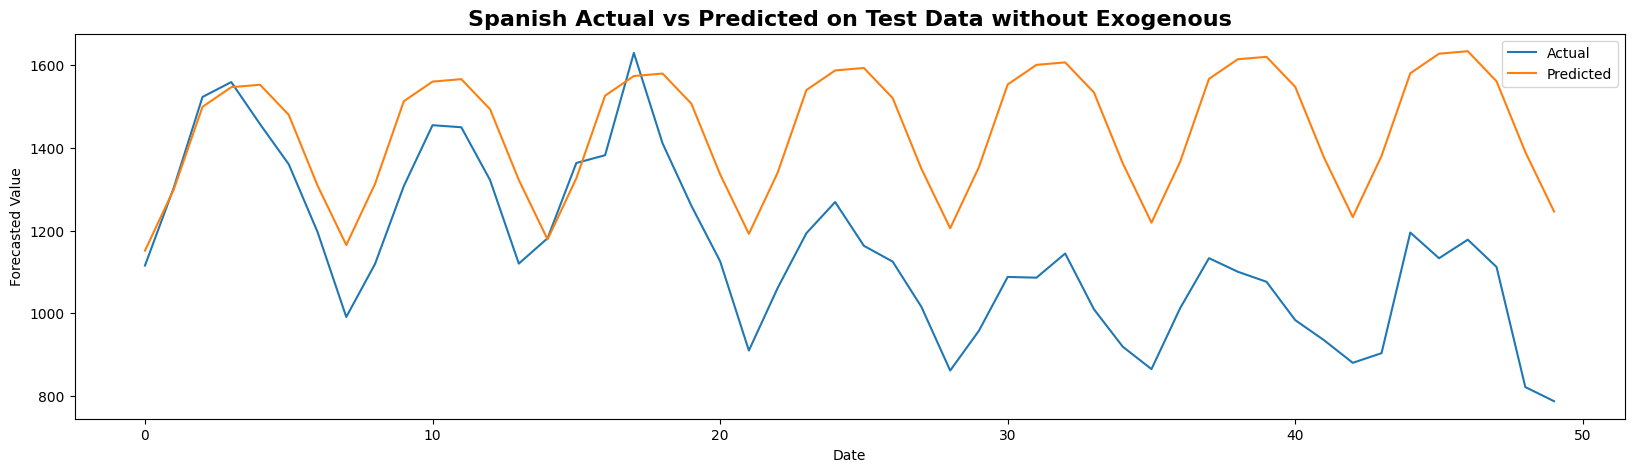 Spanish Actual vs Predicted on Test Data without Exogenous
Actual
Predicted
Forecasted Value
1600
1400
1200
1000
800
0
10
20
30
40
50
Date